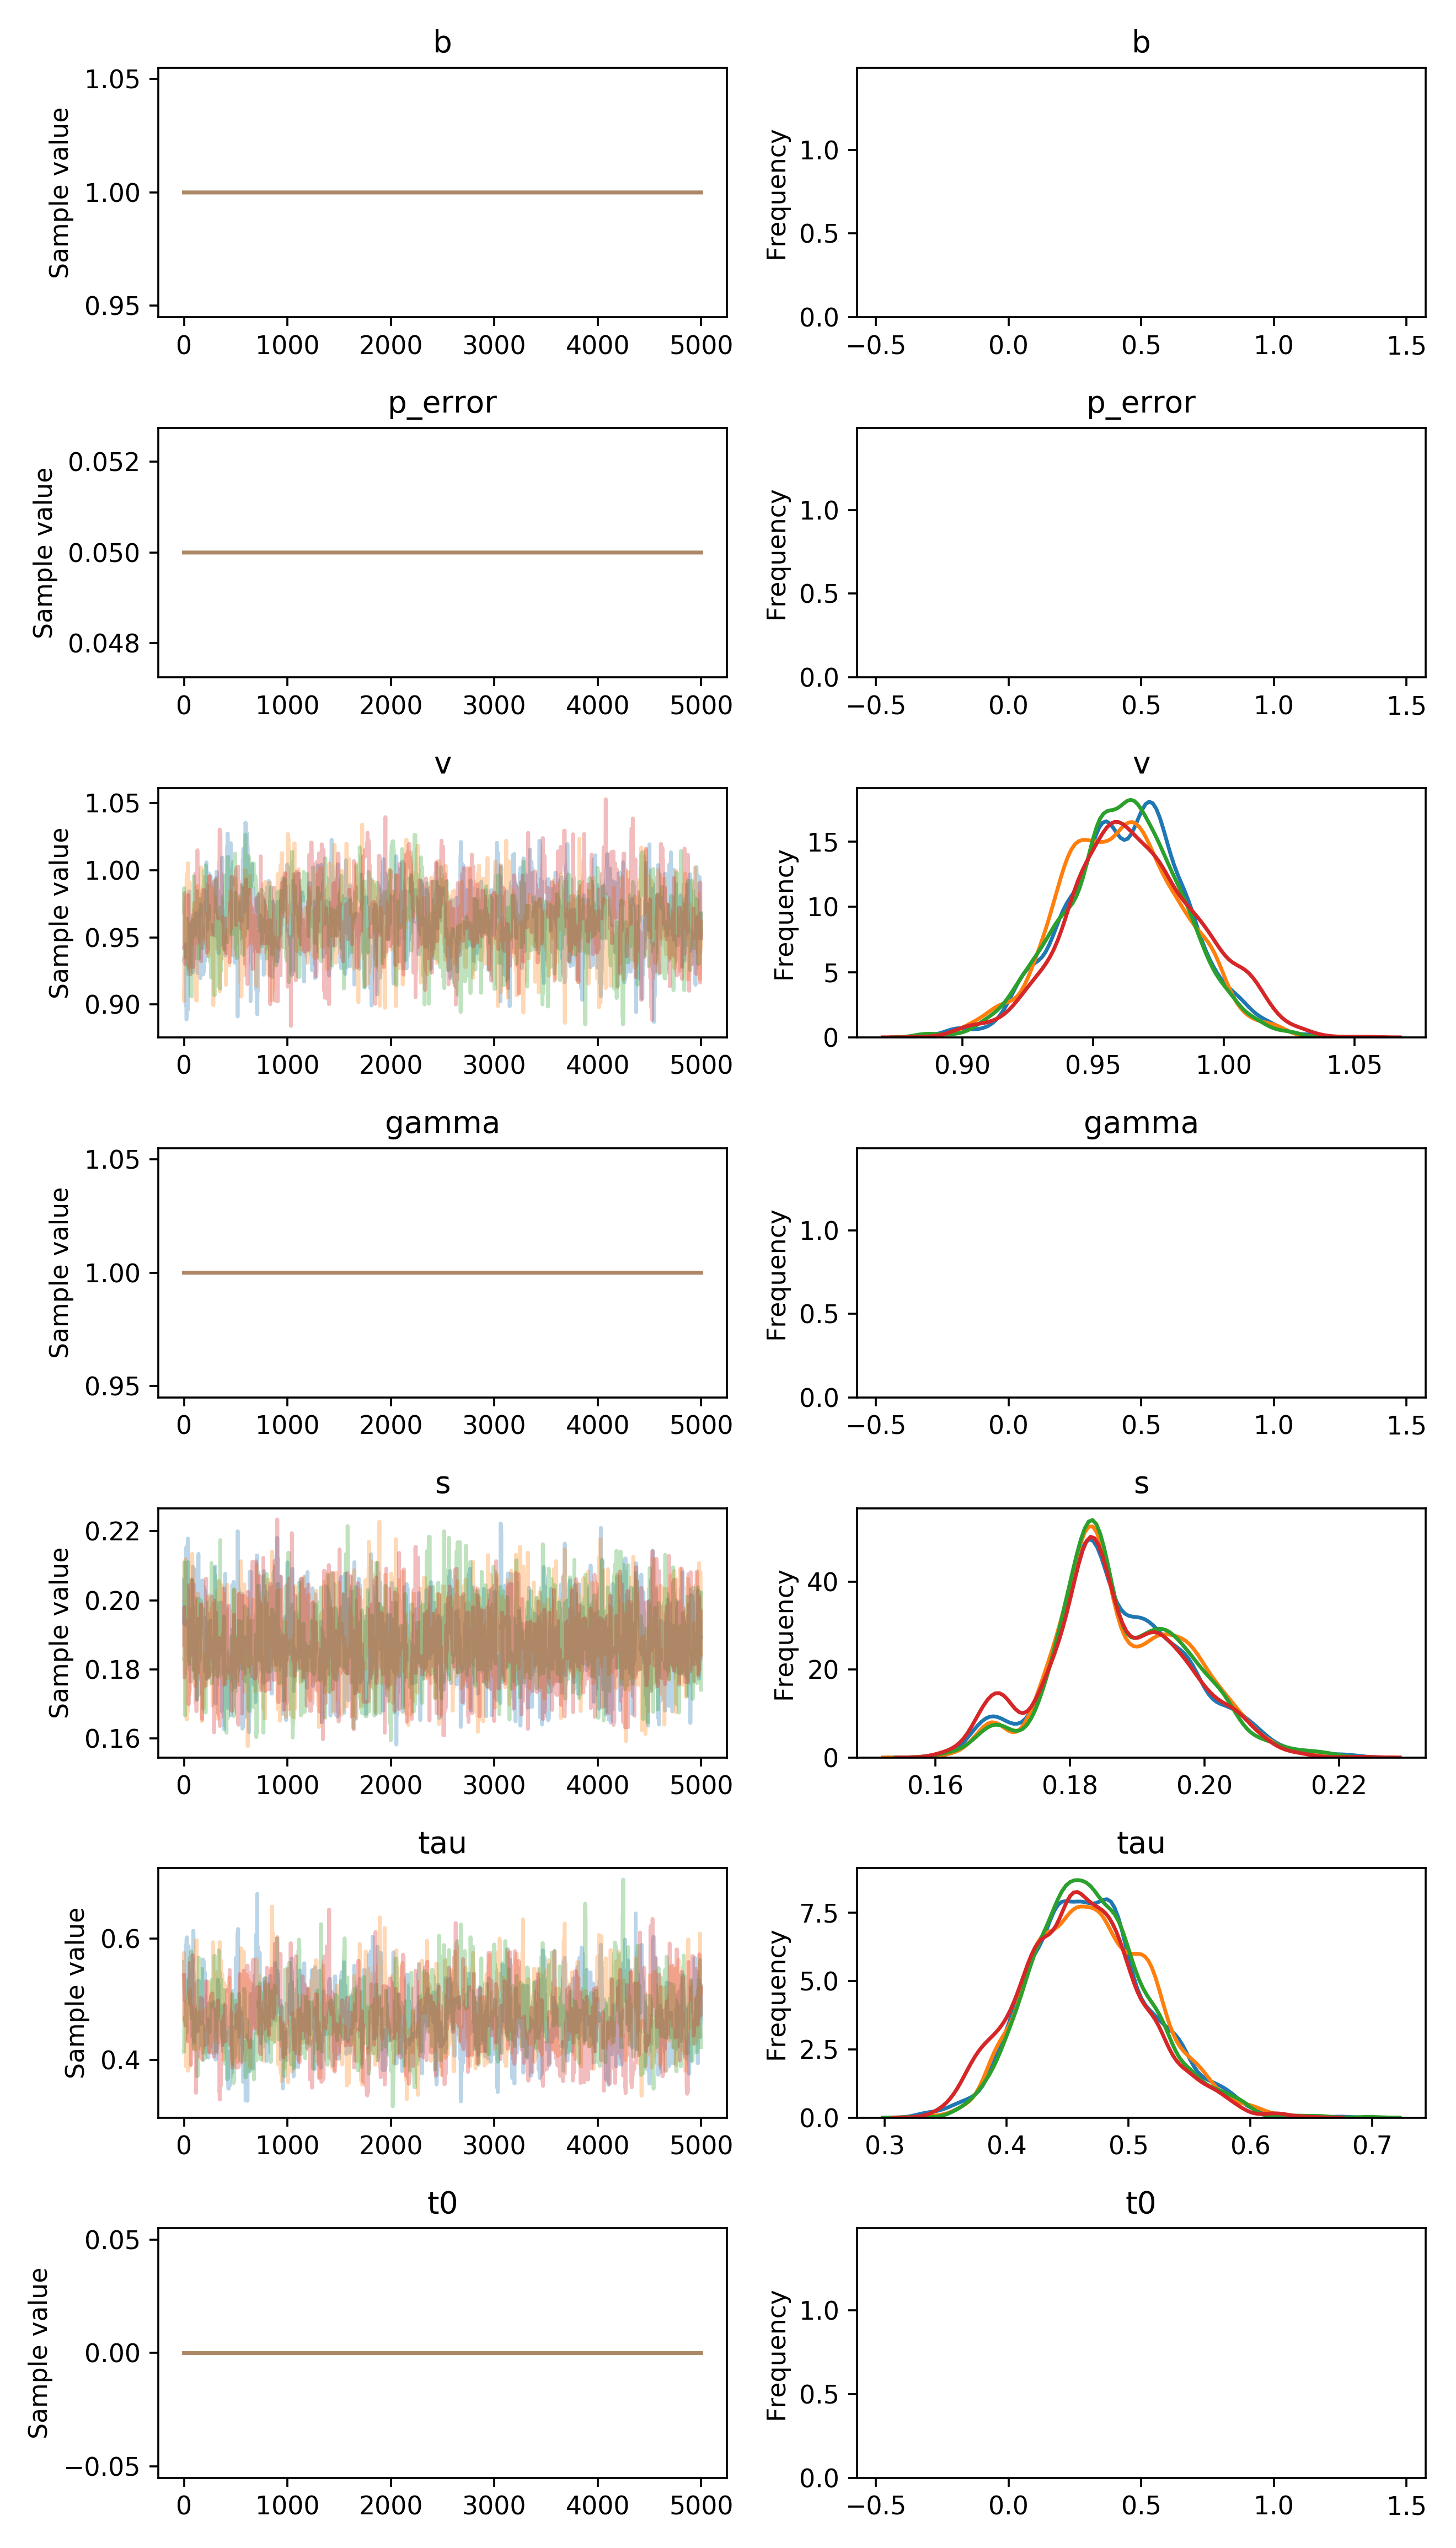 b
b
1.05
1.00
0.95
Sample value
0 1000 2000 3000 4000 5000
1.0
0.5
0.0
Frequency
−0.5 0.0 0.5 1.0 1.5
p_error
p_error
0.052
0.050
0.048
Sample value
0 1000 2000 3000 4000 5000
1.0
0.5
0.0
Frequency
−0.5 0.0 0.5 1.0 1.5
v
v
1.05
1.00
0.95
0.90
Sample value
0 1000 2000 3000 4000 5000
15
10
5
0
Frequency
0.90 0.95 1.00 1.05
gamma
gamma
1.05
1.00
0.95
Sample value
0 1000 2000 3000 4000 5000
1.0
0.5
0.0
Frequency
−0.5 0.0 0.5 1.0 1.5
s
s
0.22
0.20
0.18
0.16
Sample value
0 1000 2000 3000 4000 5000
40
20
0
Frequency
0.16 0.18 0.20 0.22
tau
tau
0.6
0.4
Sample value
0 1000 2000 3000 4000 5000
7.5
5.0
2.5
0.0
Frequency
0.3 0.4 0.5 0.6 0.7
t0
t0
0.05
0.00
−0.05
Sample value
0 1000 2000 3000 4000 5000
1.0
0.5
0.0
Frequency
−0.5 0.0 0.5 1.0 1.5